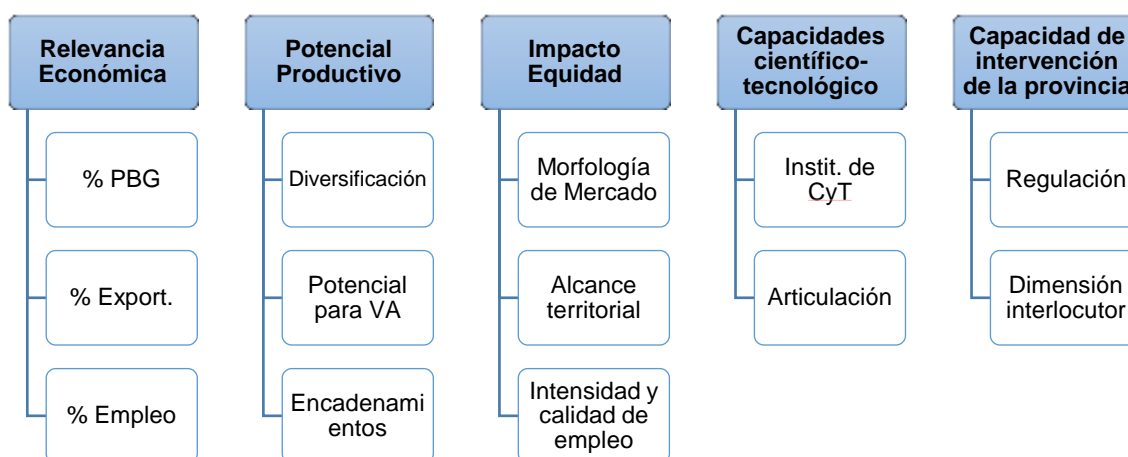 Relevancia
Económica
% PBG
% Export.
% Empleo
Potencial
Productivo
Diversificación
Potencial
para VA
Encadenami
entos
Impacto
Equidad
Morfología
de Mercado
Alcance
territorial
Intensidad y
calidad de
empleo
Capacidades
científico-
tecnológico
Instit. de
CyT
Articulación
Capacidad de
intervención
de la provincia
Regulación
Dimensión
interlocutor